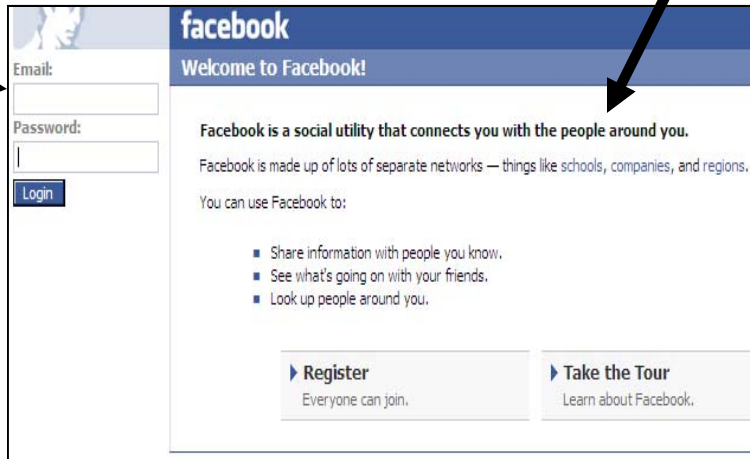 facebook
Welcome to Facebook!
Email:
Password:
Login
Facebook is a social utility that connects you with the people around you.
Facebook is made up of lots of separate networks — things like schools, companies, and regions.
You can use Facebook to:
Share information with people you know.
See what's going on with your friends.
Look up people around you.
Register
Everyone can join.
Take the Tour
Learn about Facebook.